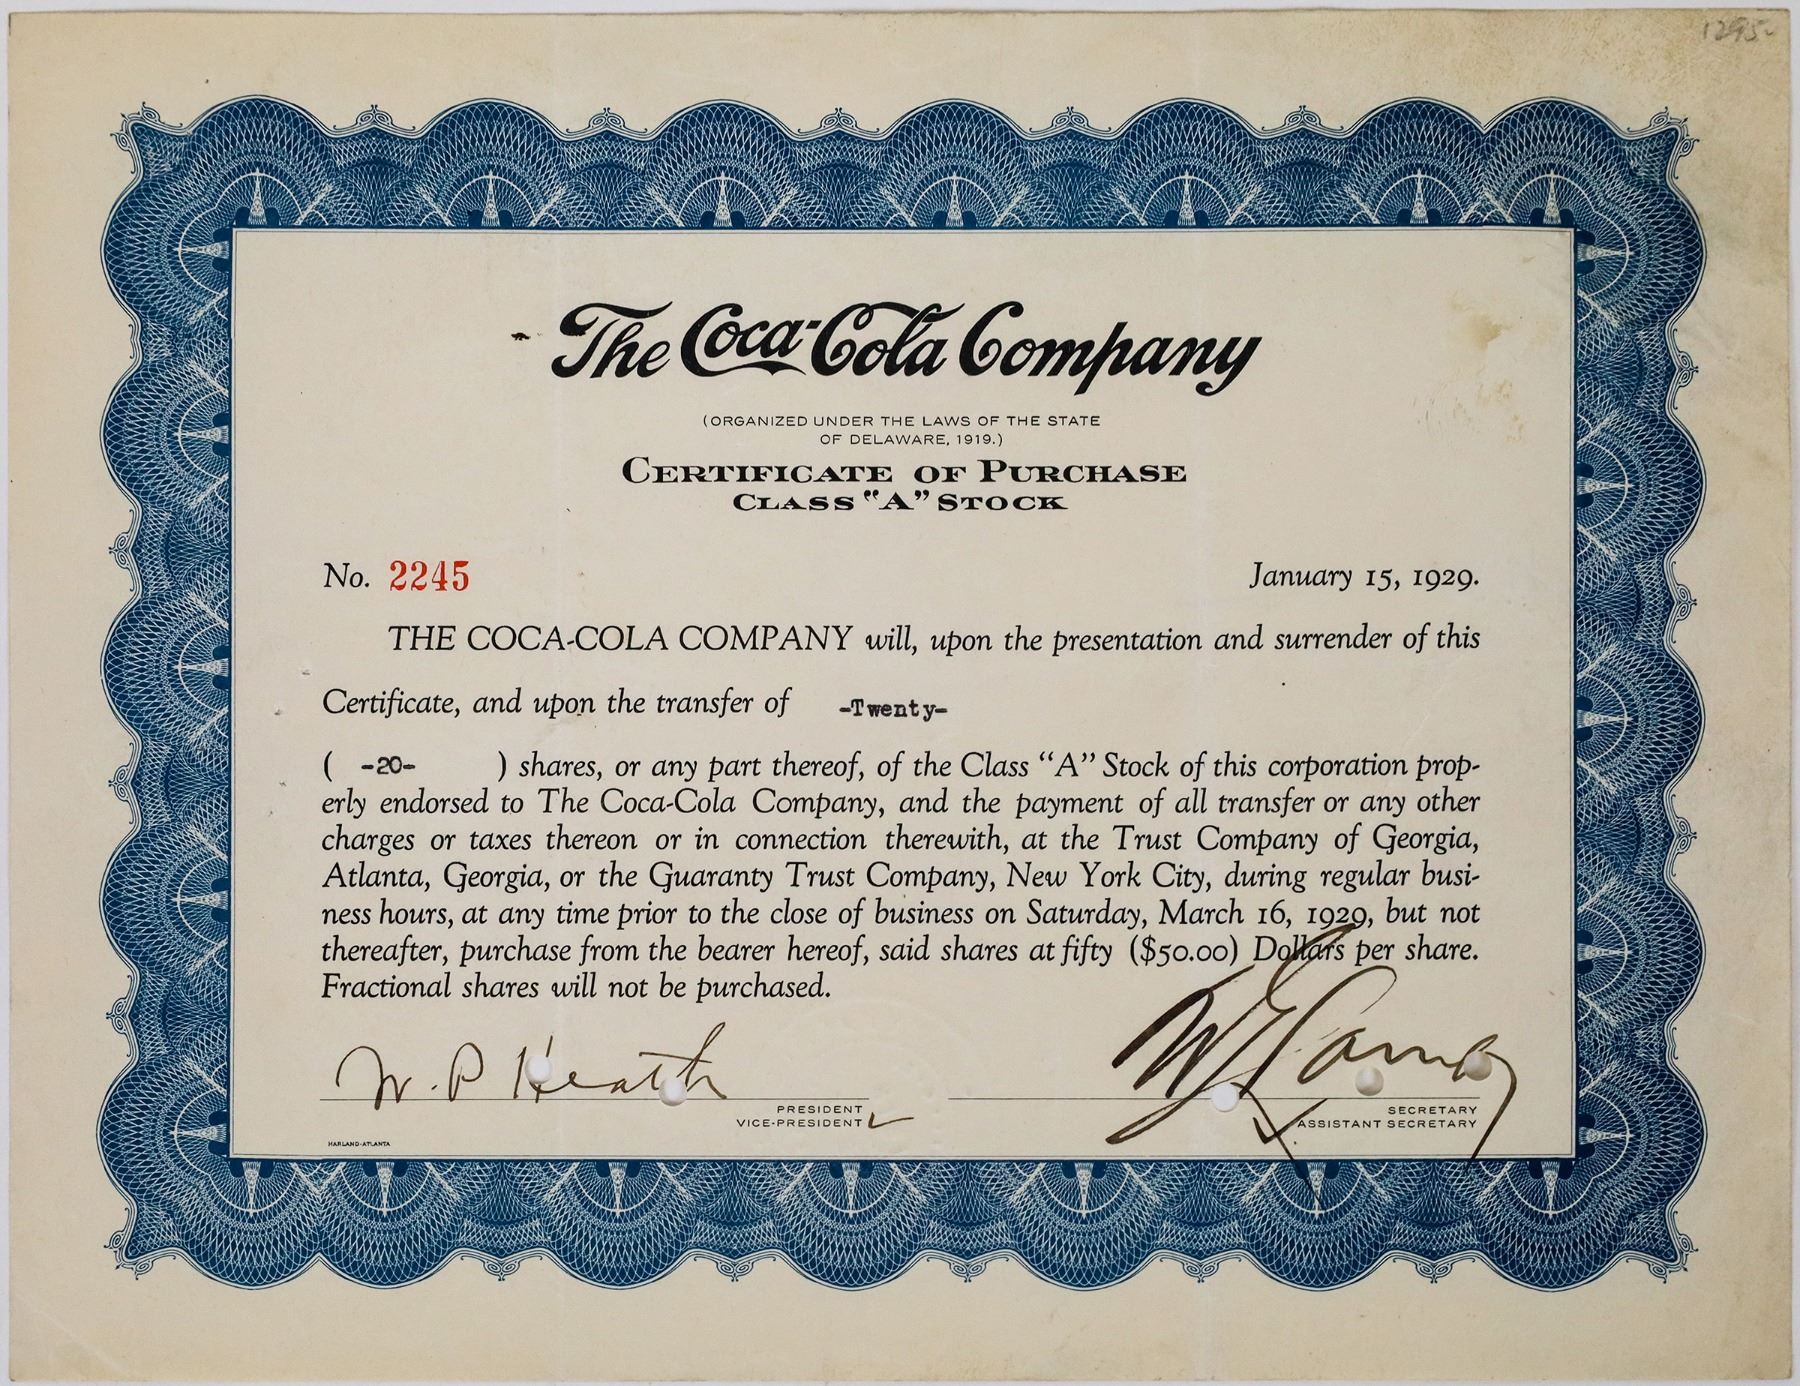 1295-
The Coca-Cola Company
(ORGANIZED UNDER THE LAWS OF THE STATE
OF DELAWARE, 1919.)
CERTIFICATE OF PURCHASE
CLASS “A” STOCK
No. 2245 January 15, 1929.
THE COCA-COLA COMPANY will, upon the presentation and surrender of this
Certificate, and upon the transfer of -Twenty-
( -20- ) shares, or any part thereof, of the Class “A” Stock of this corporation prop-
erly endorsed to The Coca-Cola Company, and the payment of all transfer or any other
charges or taxes thereon or in connection therewith, at the Trust Company of Georgia,
Atlanta, Georgia, or the Guaranty Trust Company, New York City, during regular busi-
ness hours, at any time prior to the close of business on Saturday, March 16, 1929, but not
thereafter, purchase from the bearer hereof, said shares at fifty ($50.00) Dollars per share.
Fractional shares will not be purchased.
W. P Heath
PRESIDENT SECRETARY
VICE-PRESIDENT ASSISTANT SECRETARY
HARLAND-ATLANTA